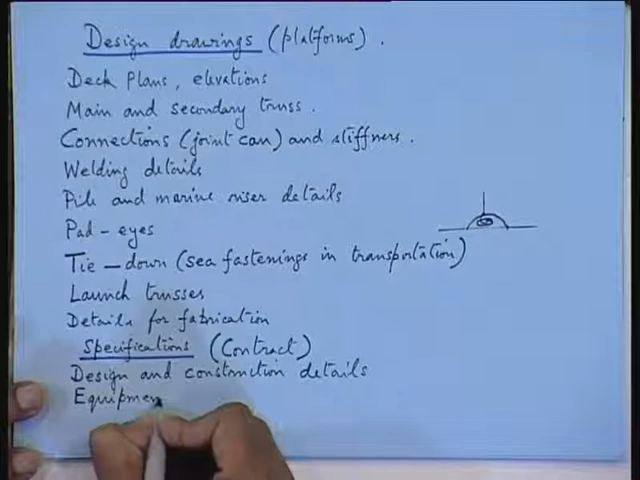 Design drawings (platforms).
Deck Plans, elevations
Main and secondary truss.
Connections (joint can) and stiffners.
Welding details
Pile and marine riser details
Pad - eyes
Tie - down (sea fastenings in transportation)
Launch trusses
Details for fabrication
Specifications (Contract)
Design and construction details
Equipmen